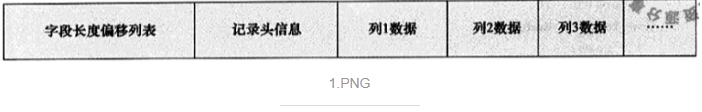 字段长度偏移列表 记录头信息 列1数据 列2数据 列3数据 ......
1.PNG